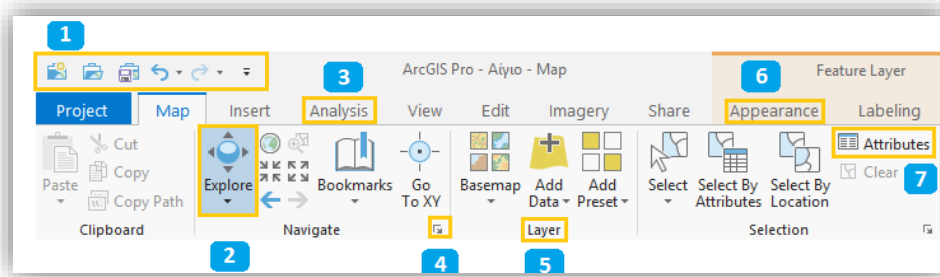 1
3
ArcGIS Pro - Αίγιο - Map
6
Feature Layer
Project Map Insert Analysis View Edit Imagery Share Appearance Labeling
Paste
Cut
Copy
Copy Path
Clipboard
Explore
Bookmarks
Go To XY
Navigate
Basemap
Add Data
Add Preset
Layer
Select
Select By Attributes
Select By Location
Attributes
Clear
Selection
7
2
4
5